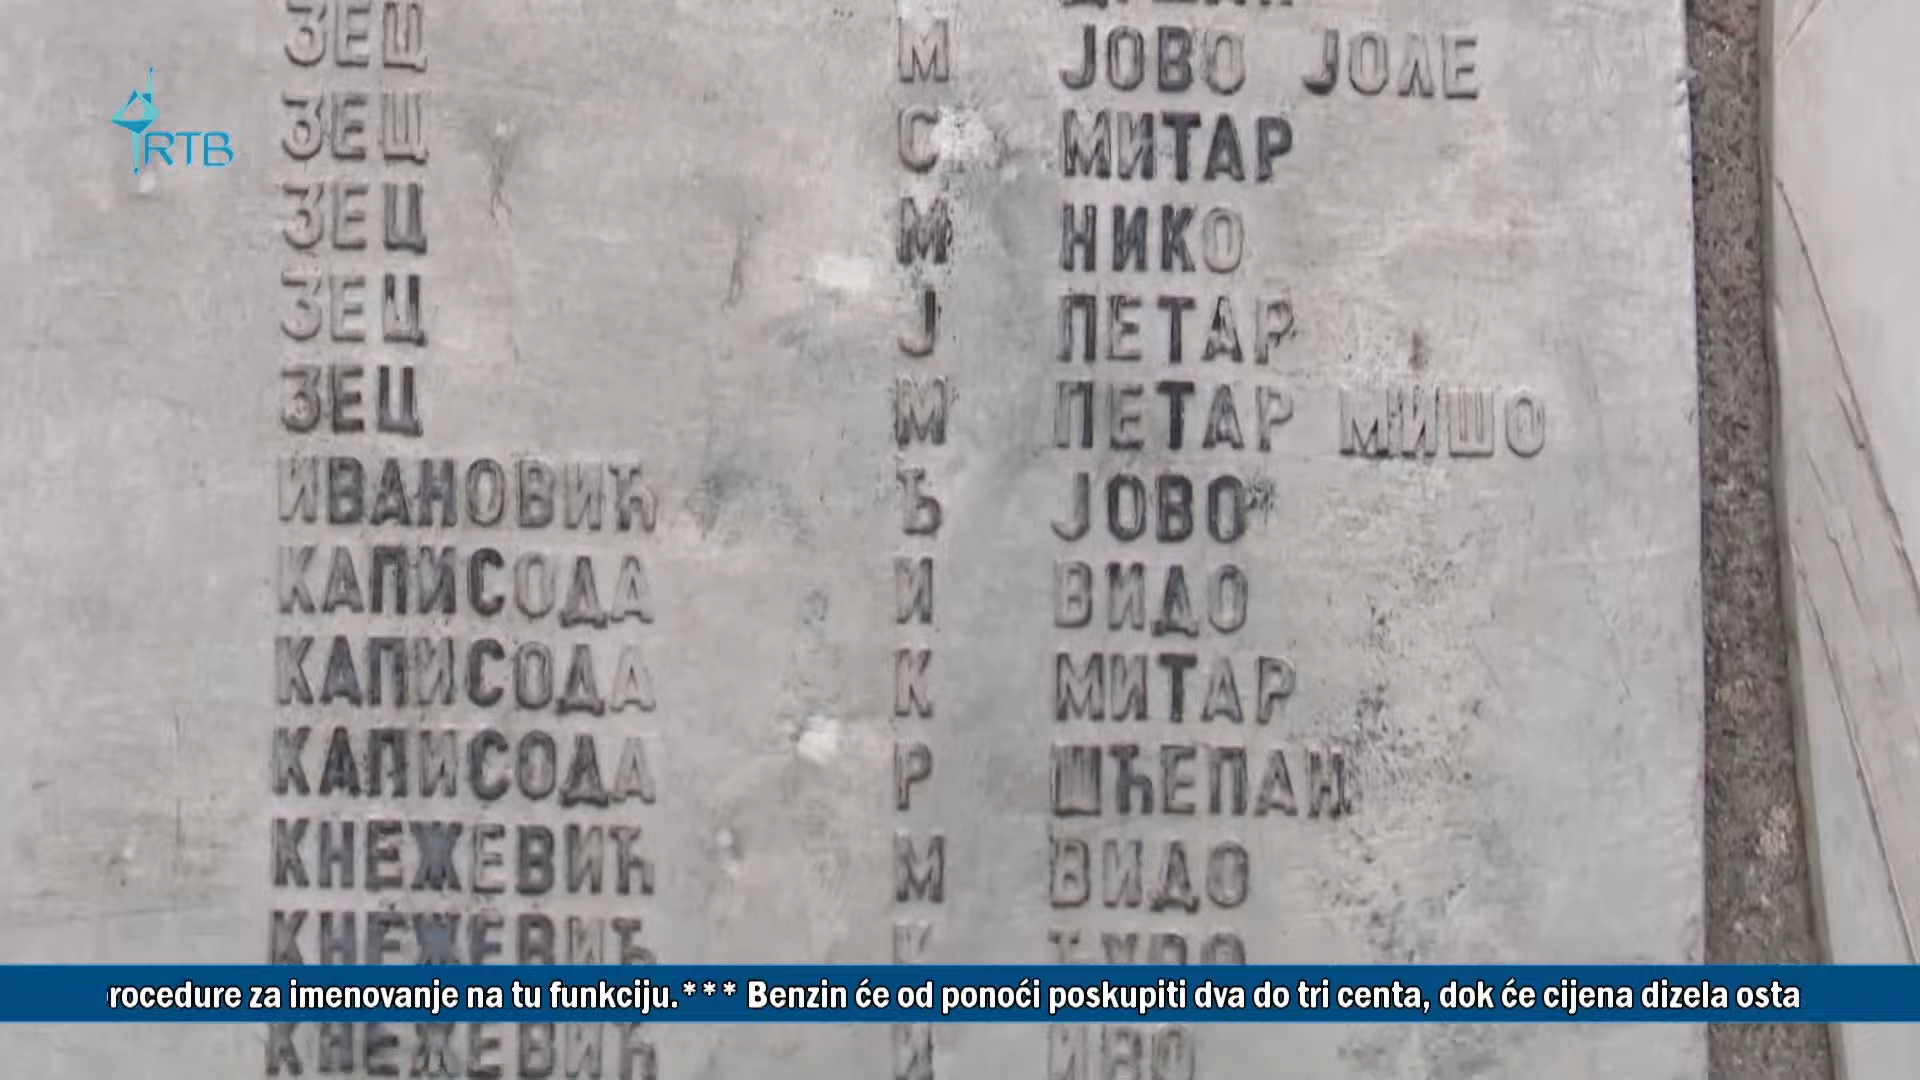 ЗЕЦ М ЈОВО ЈОЛЕ
ЗЕЦ С МИТАР
ЗЕЦ М НИКО
ЗЕЦ Ј ПЕТАР
ЗЕЦ М ПЕТАР МИШО
ИВАНОВИЋ Ђ ЈОВО
КАПИСОДА И ВИДО
КАПИСОДА К МИТАР
КАПИСОДА Р ШЋЕПАН
КНЕЖЕВИЋ М ВИДО
КНЕЖЕВИЋ К
КНЕЖЕВИЋ И ИВО
RTB
rocedure za imenovanje na tu funkciju.*** Benzin će od ponoći poskupiti dva do tri centa, dok će cijena dizela osta